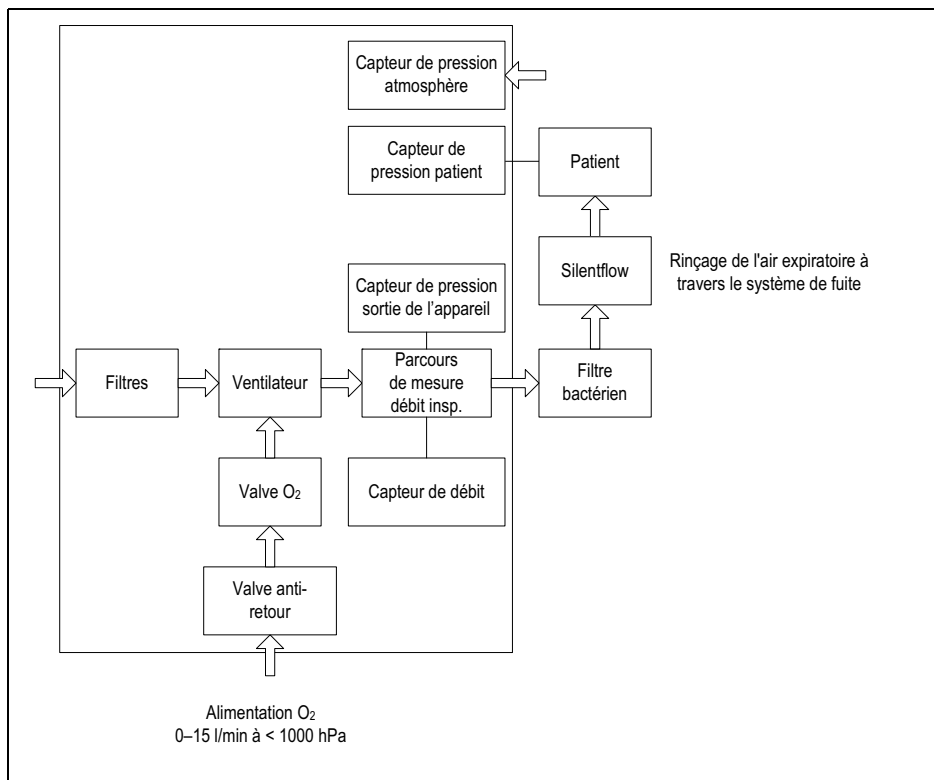 Capteur de pression
atmosphère
Capteur de
pression patient
Patient
Silentflow
Rinçage de l'air expiratoire à
travers le système de fuite
Capteur de pression
sortie de l'appareil
Filtres
Ventilateur
Parcours
de mesure
débit insp.
Filtre
bactérien
Valve O2
Capteur de débit
Valve anti-
retour
Alimentation O2
0–15 l/min à < 1000 hPa